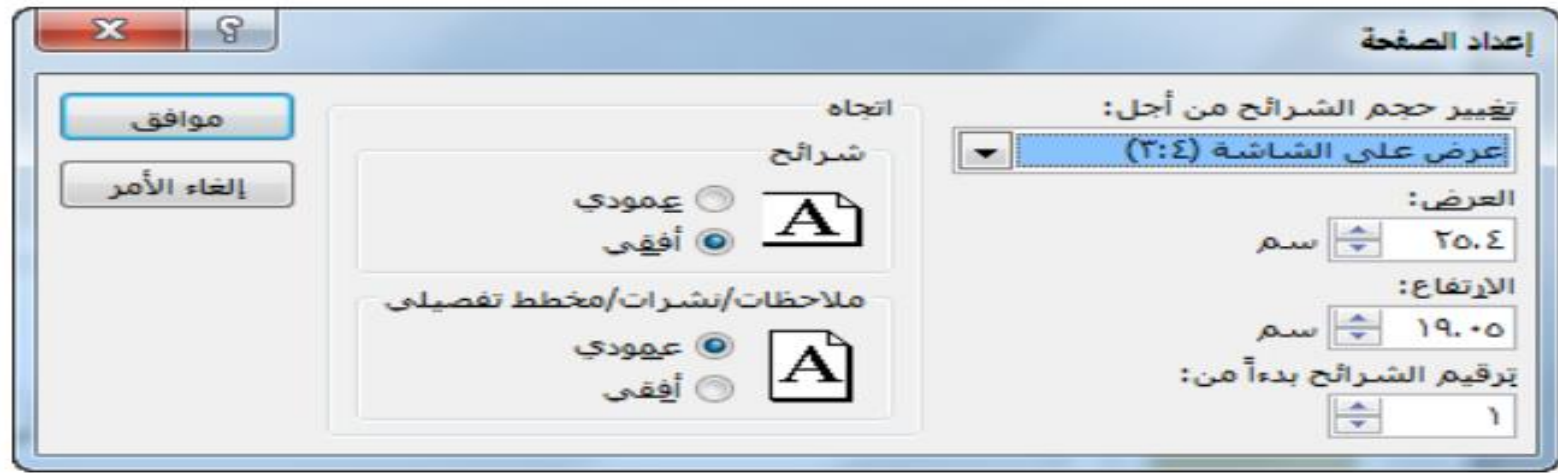 إعداد الصفحة
تغيير حجم الشرائح من أجل:
عرض على الشاشة (٣:٤)
العرض:
٢٥.٤ سم
الارتفاع:
١٩.٠٥ سم
ترقيم الشرائح بدءاً من:
١
اتجاه
شرائح
A
عمودي
أفقي
ملاحظات/نشرات/مخطط تفصيلي
A
عمودي
أفقي
موافق
إلغاء الأمر